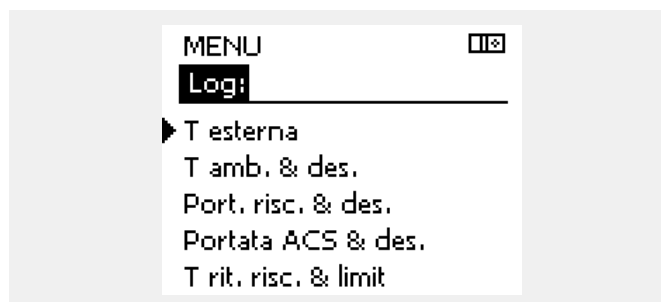 MENU
Log:
T esterna
T amb. & des.
Port. risc. & des.
Portata ACS & des.
T rit. risc. & limit